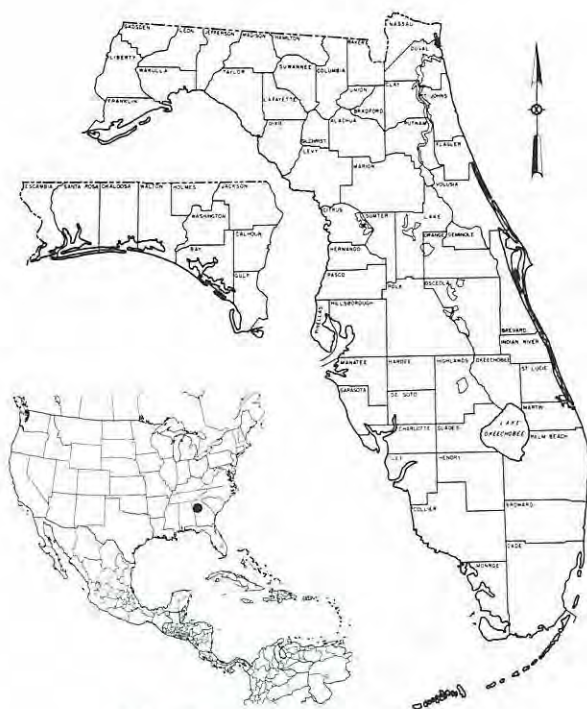 NASSAU
GADSDEN
LEON
JEFFERSON
MADISON
HAMILTON
BAKER
DUVAL
LIBERTY
WAKULLA
TAYLOR
SUWANNEE
COLUMBIA
UNION
CLAY
ST JOHNS
FRANKLIN
LAFAYETTE
BRADFORD
DIXIE
ALACHUA
PUTNAM
GILCHRIST
FLAGLER
LEVY
MARION
VOLUSIA
ESCAMBIA
SANTA ROSA
OKALOOSA
WALTON
HOLMES
JACKSON
WASHINGTON
BAY
CALHOUN
GULF
CITRUS
SUMTER
LAKE
ORANGE
SEMINOLE
HERNANDO
PASCO
POLK
OSCEOLA
PINELLAS
HILLSBOROUGH
BREVARD
INDIAN RIVER
MANATEE
HARDEE
HIGHLANDS
OKEECHOBEE
ST LUCIE
SARASOTA
DE SOTO
MARTIN
CHARLOTTE
GLADES
LAKE
OKEECHOBEE
PALM BEACH
LEE
HENDRY
COLLIER
BROWARD
MONROE
DADE